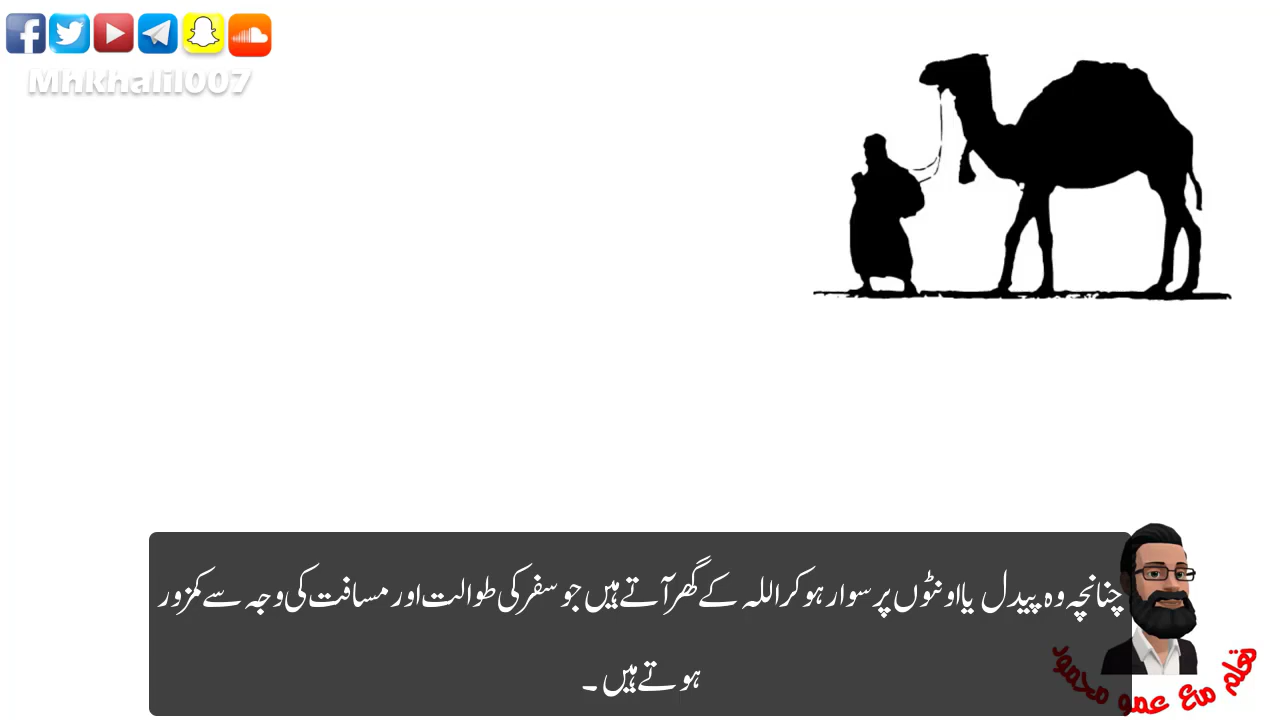 Mhkhalil007
چنانچہ وہ پیدل یا اونٹوں پر سوار ہو کر اللہ کے گھر آتے ہیں جو سفر کی طوالت اور مسافت کی وجہ سے کمزور
ہوتے ہیں ۔
تعلم مع عمو محمود